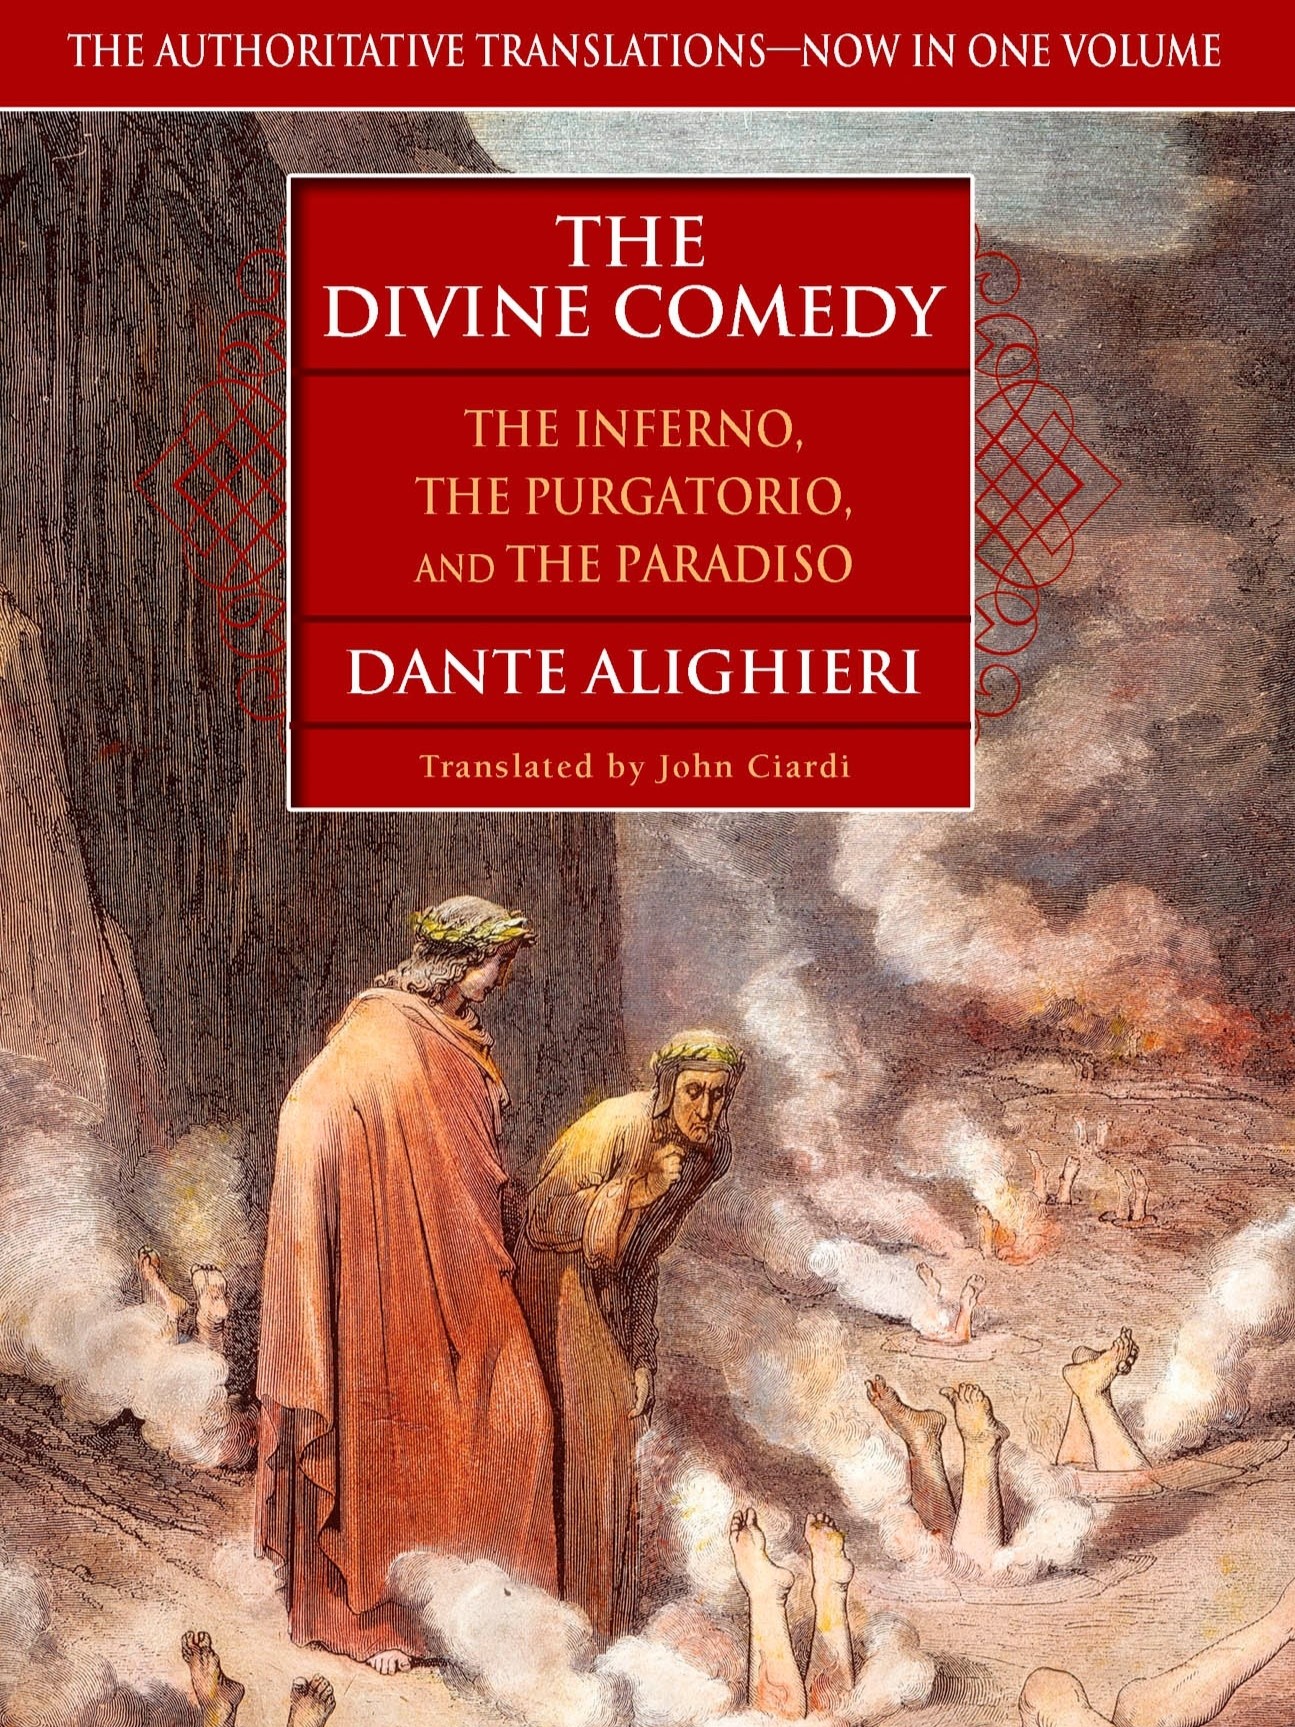 THE AUTHORITATIVE TRANSLATIONS—NOW IN ONE VOLUME
THE
DIVINE COMEDY
THE INFERNO,
THE PURGATORIO,
AND THE PARADISO
DANTE ALIGHIERI
Translated by John Ciardi